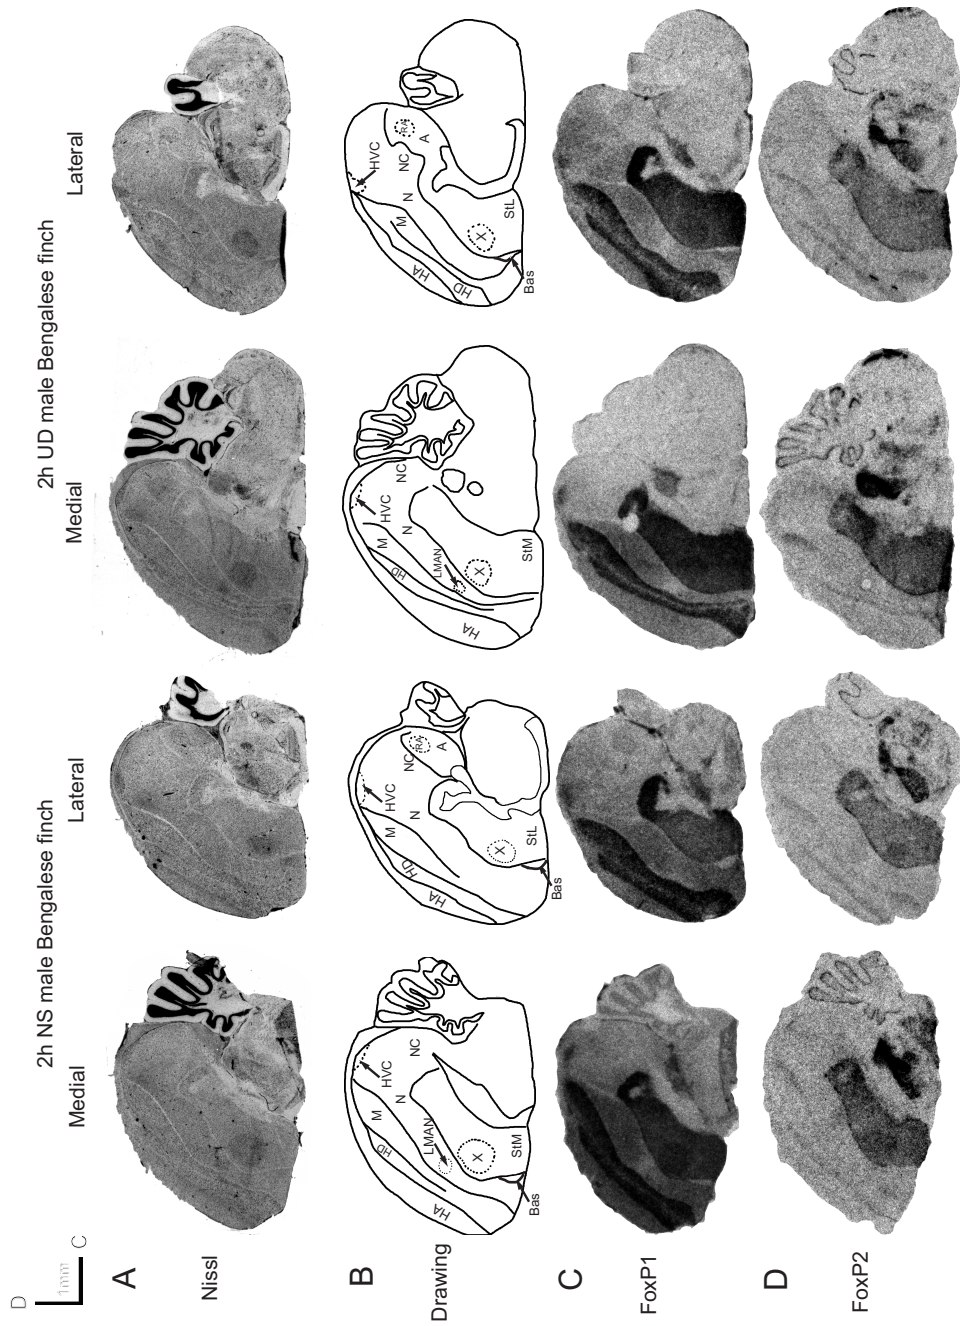 D
1mm
C
2h NS male Bengalese finch
2h UD male Bengalese finch
Medial
Lateral
Medial
Lateral
A
Nissl
B
Drawing
HVC
M
HD
N
NC
LMAN
HA
X
StM
Bas
HVC
M
HD
N
NC
RA
A
HA
X
StL
Bas
HVC
M
HD
N
NC
LMAN
HA
X
StM
HVC
M
N
NC
RA
A
HA
HD
X
StL
Bas
C
FoxP1
D
FoxP2